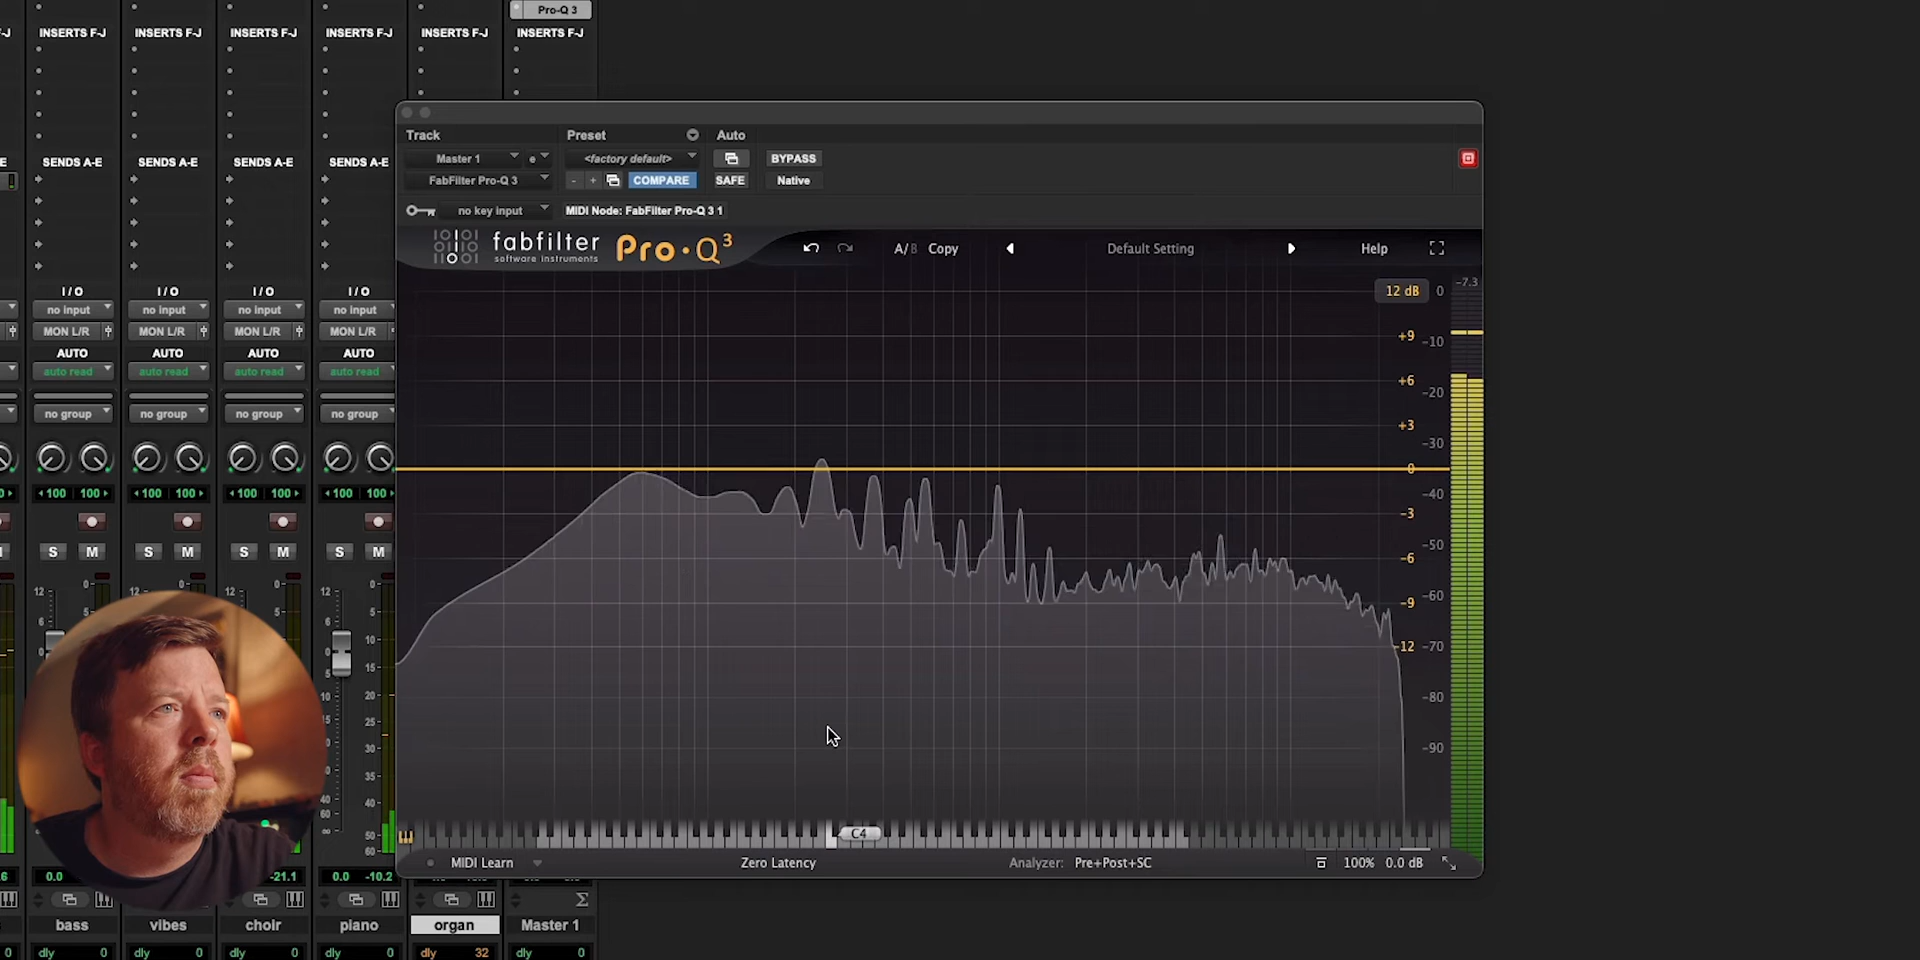 Pro-Q 3
INSERTS F-J INSERTS F-J INSERTS F-J INSERTS F-J INSERTS F-J INSERTS F-J
SENDS A-E SENDS A-E SENDS A-E SENDS A-E
I / O I / O I / O I / O
no input no input no input no input
MON L/R MON L/R MON L/R MON L/R
AUTO AUTO AUTO AUTO
auto read auto read auto read auto read
no group no group no group no group
100 100 100 100 100 100 100 100
S M S M S M S M
Track Preset Auto
Master 1 e <factory default> BYPASS
FabFilter Pro-Q 3 - + COMPARE SAFE Native
no key input MIDI Node: FabFilter Pro-Q 3 1
fabfilter
software instruments
Pro·Q3
A/B Copy Default Setting Help
12 dB 0 -7.3
+9 -10
+6 -20
+3 -30
0 -40
-3 -50
-6 -60
-9 -70
-12 -80
-90
C4
MIDI Learn Zero Latency Analyzer: Pre+Post+SC 100% 0.0 dB
0.0 -21.1 0.0 -10.2
bass vibes choir piano organ Master 1
dly 0 dly 0 dly 0 dly 0 dly 32 dly 0